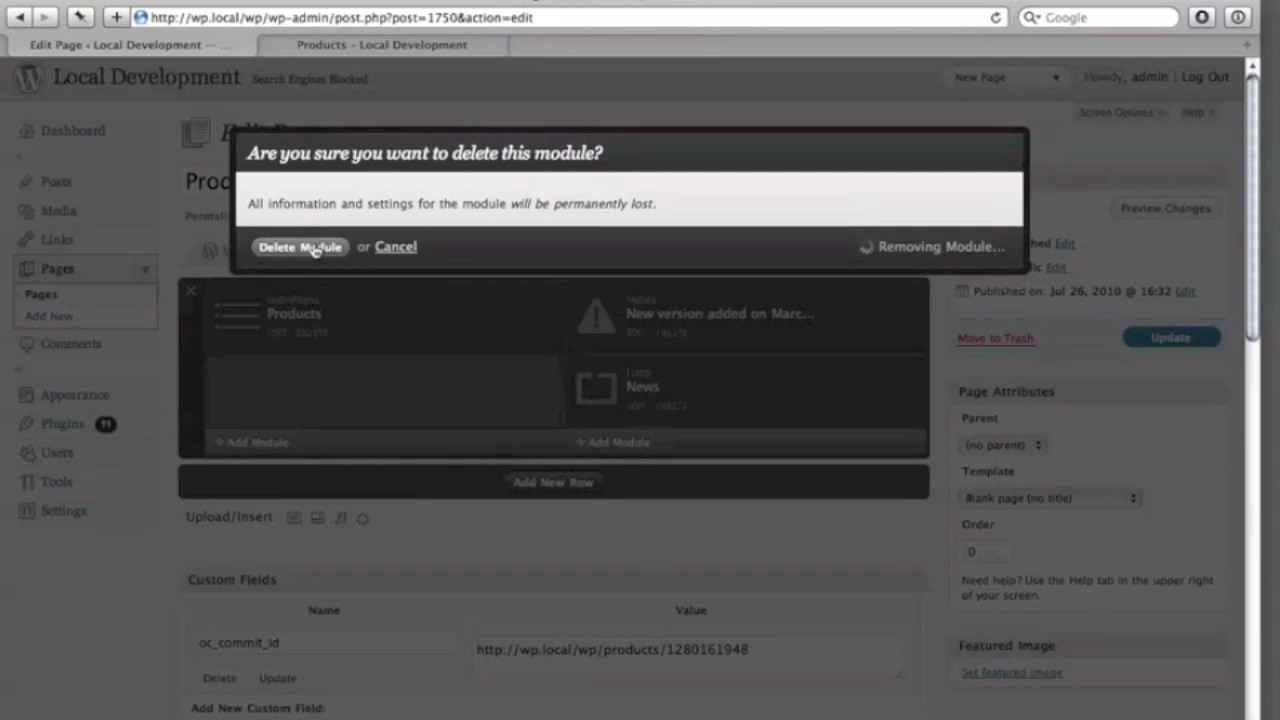 http://wp.local/wp/wp-admin/post.php?post=1750&action=edit
Google
Edit Page ‹ Local Development — ...
Products – Local Development
Local Development
Search Engines Blocked
New Page
Howdy, admin | Log Out
Screen Options
Help
Dashboard
Posts
Media
Links
Pages
Pages
Add New
Comments
Appearance
Plugins 11
Users
Tools
Settings
Are you sure you want to delete this module?
All information and settings for the module will be permanently lost.
Delete Module or Cancel
Removing Module...
Products
EDIT DELETE
New version added on Marc...
EDIT DELETE
Loop
News
EDIT DELETE
+ Add Module
+ Add Module
Add New Row
Upload/Insert
Custom Fields
Name
Value
oc_commit_id
http://wp.local/wp/products/1280161948
Delete
Update
Add New Custom Field:
Preview Changes
Edit
Edit
Published on: Jul 26, 2010 @ 16:32 Edit
Move to Trash
Update
Page Attributes
Parent
(no parent)
Template
Blank page (no title)
Order
0
Need help? Use the Help tab in the upper right
of your screen.
Featured Image
Set featured image